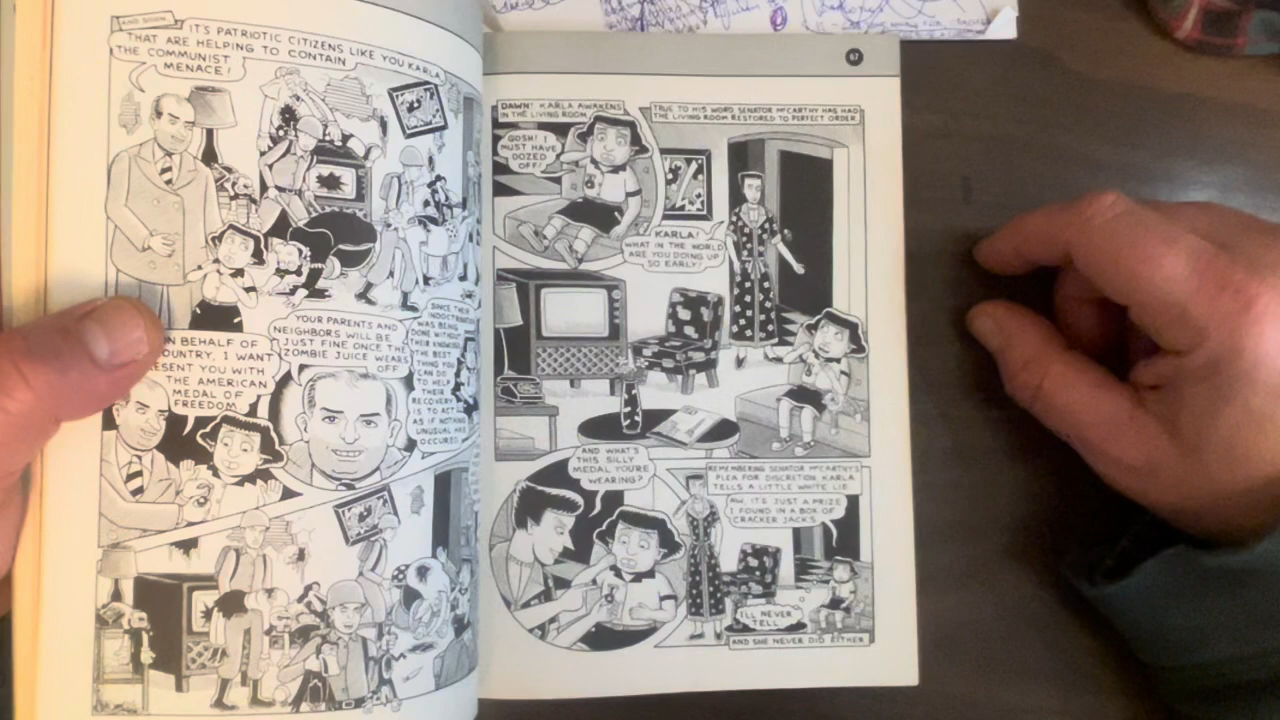 AND SOON
IT'S PATRIOTIC CITIZENS LIKE YOU KARLA
THAT ARE HELPING TO CONTAIN
THE COMMUNIST
MENACE!
IN BEHALF OF
COUNTRY, I WANT
ESENT YOU WITH
THE AMERICAN
MEDAL OF
FREEDOM
YOUR PARENTS AND
NEIGHBORS WILL BE
JUST FINE ONCE THE
ZOMBIE JUICE WEARS
OFF
SINCE THEIR
INDOCTRINATION
WAS BEING
DONE WITHOUT
THEIR KNOWLEDGE
THE BEST
THING YOU
CAN DO
TO HELP
THEIR
RECOVERY
IS TO ACT
AS IF NOTHING
UNUSUAL HAS
OCCURED
67
DAWN! KARLA AWAKENS
IN THE LIVING ROOM
GOSH! I
MUST HAVE
DOZED
OFF!
TRUE TO HIS WORD SENATOR McCARTHY HAS HAD
THE LIVING ROOM RESTORED TO PERFECT ORDER.
KARLA!
WHAT IN THE WORLD
ARE YOU DOING UP
SO EARLY?
AND WHAT'S
THIS SILLY
MEDAL YOU'RE
WEARING?
REMEMBERING SENATOR McCARTHY'S
PLEA FOR DISCRETION KARLA
TELLS A LITTLE WHITE LIE
AW, IT'S JUST A PRIZE
I FOUND IN A BOX OF
CRACKER JACKS
I'LL NEVER
TELL
AND SHE NEVER DID EITHER